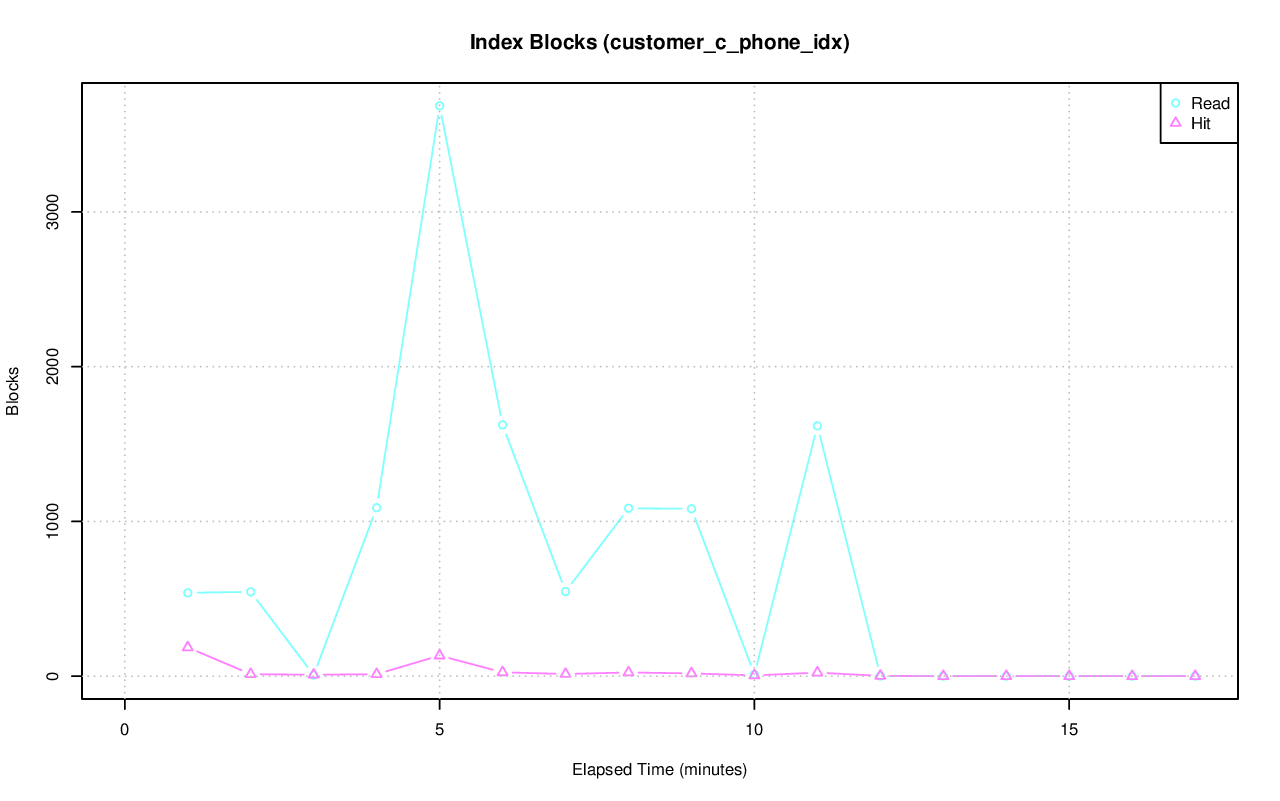 Index Blocks (customer_c_phone_idx)
Read
Hit
3000
2000
1000
0
Blocks
0 5 10 15
Elapsed Time (minutes)